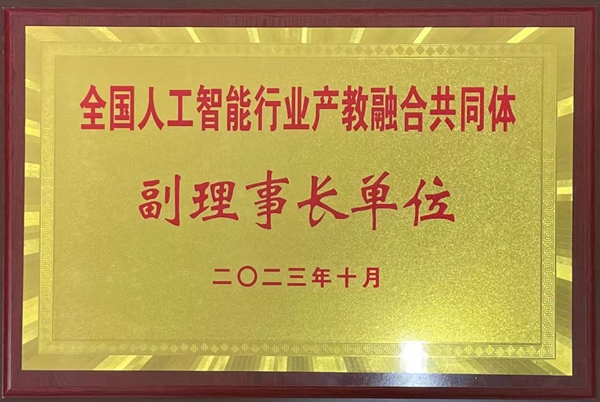 全国人工智能行业产教融合共同体
副理事长单位
二〇二三年十月